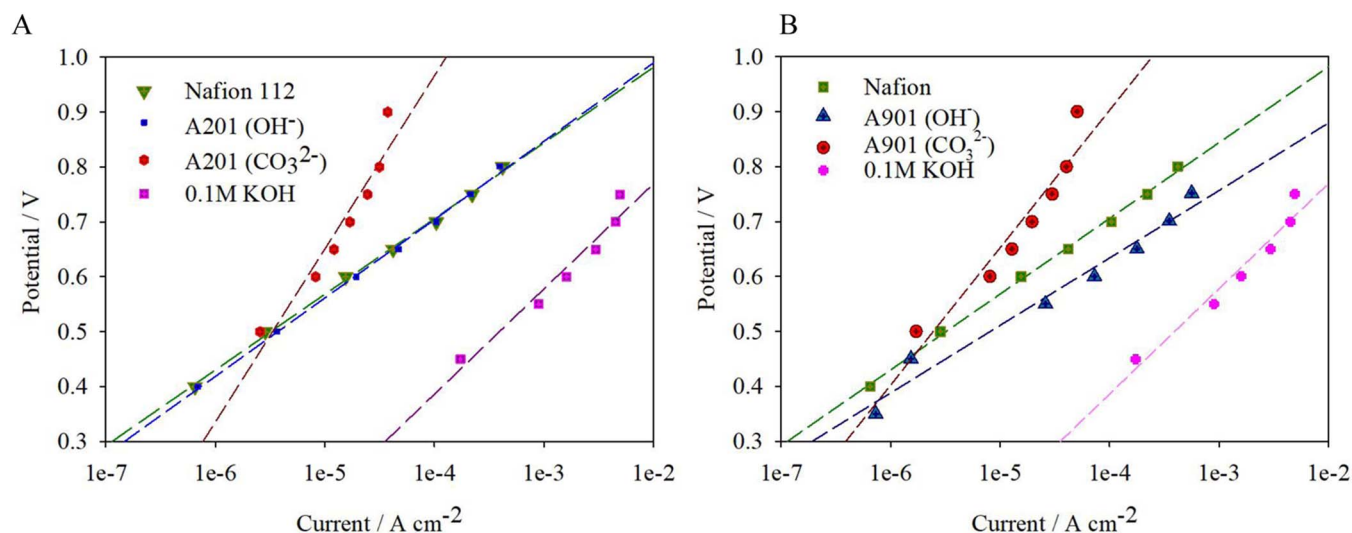 A
Potential / V
1.0
0.9
0.8
0.7
0.6
0.5
0.4
0.3
Nafion 112
A201 (OH⁻)
A201 (CO₃²⁻)
0.1M KOH
1e-7 1e-6 1e-5 1e-4 1e-3 1e-2
Current / A cm⁻²
B
Potential / V
1.0
0.9
0.8
0.7
0.6
0.5
0.4
0.3
Nafion
A901 (OH⁻)
A901 (CO₃²⁻)
0.1M KOH
1e-7 1e-6 1e-5 1e-4 1e-3 1e-2
Current / A cm⁻²